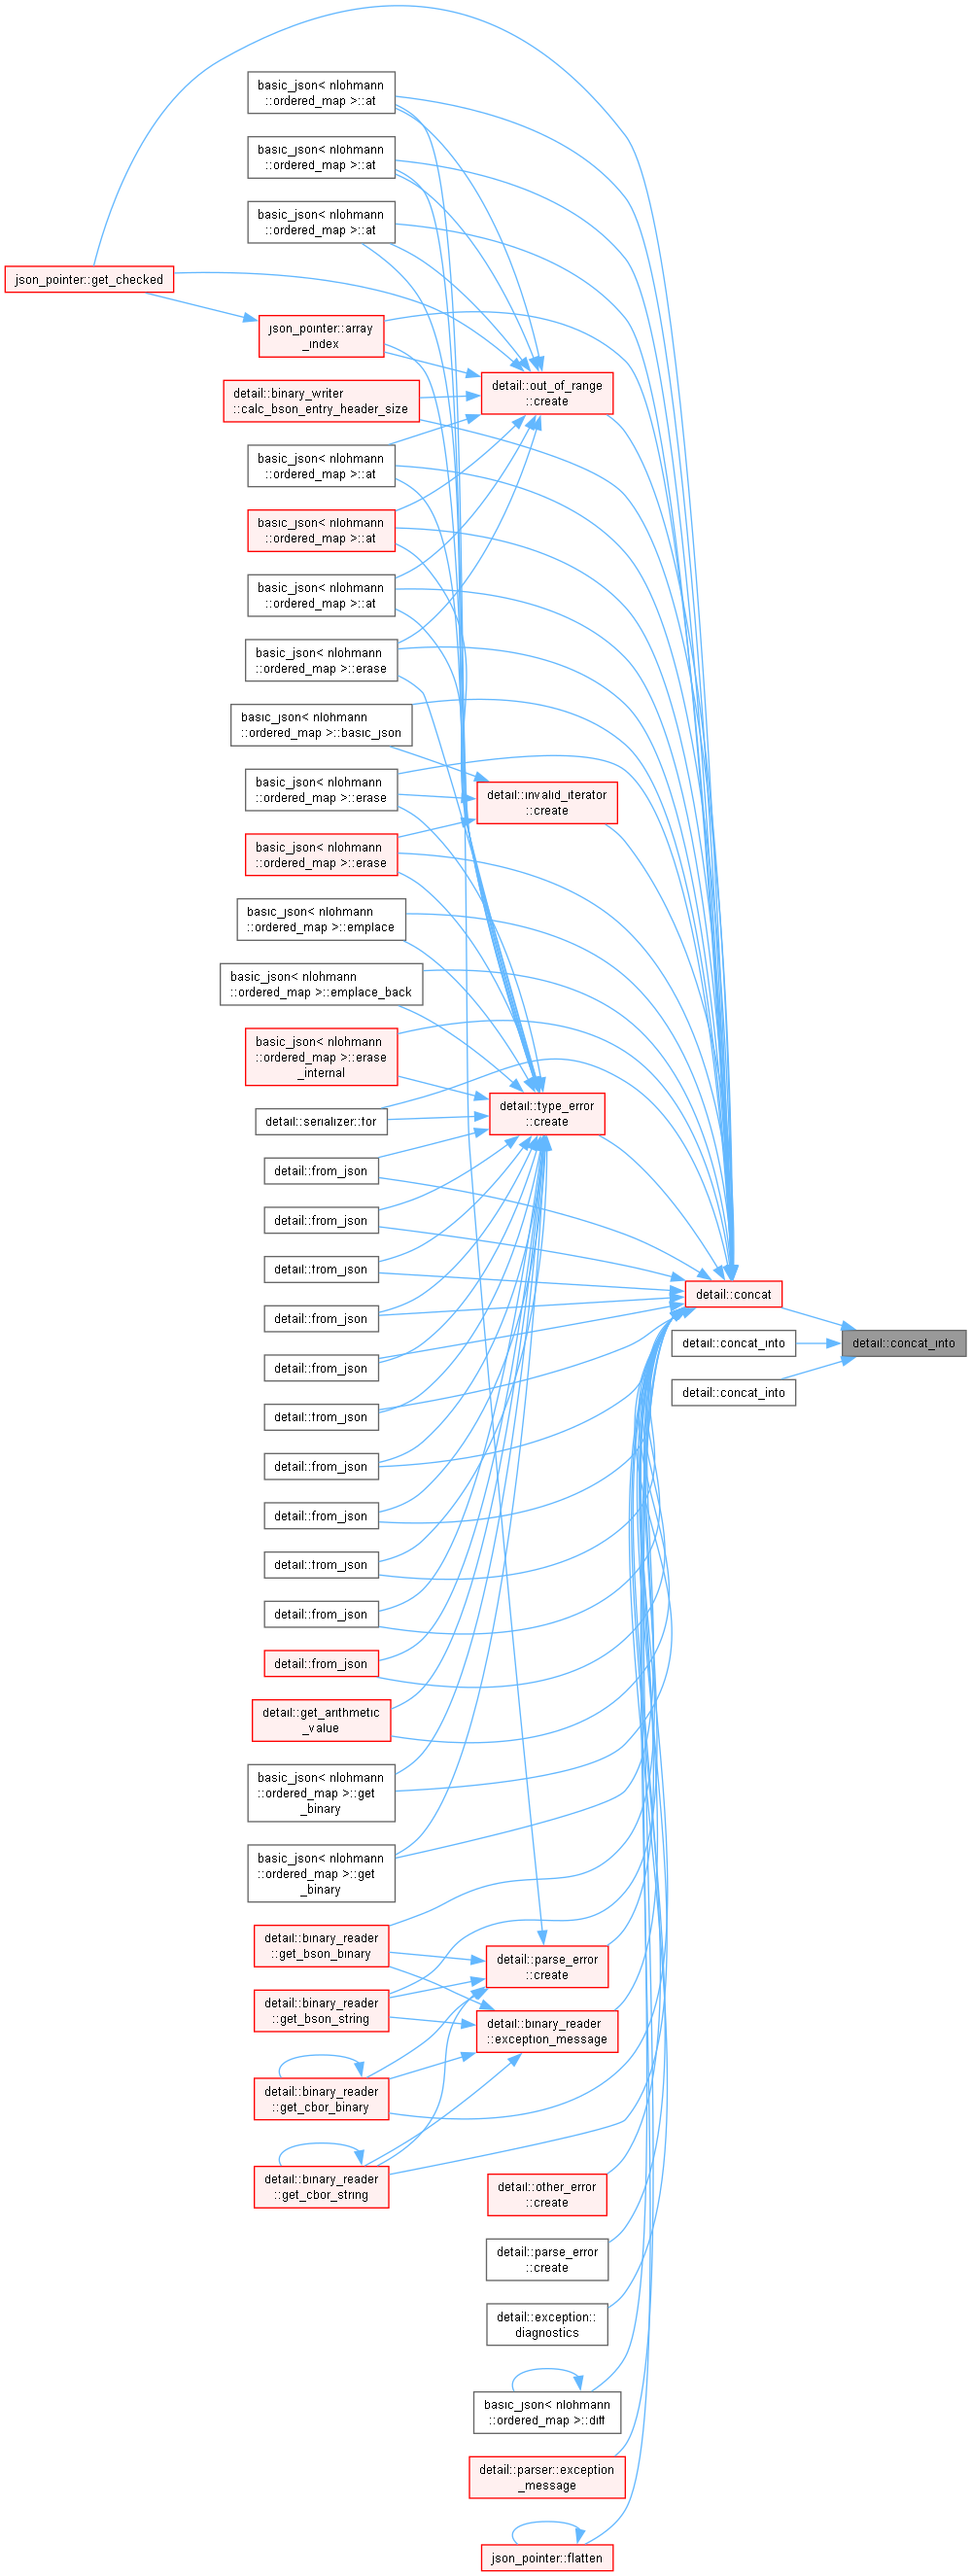 basic_json< nlohmann
::ordered_map >::at
basic_json< nlohmann
::ordered_map >::at
basic_json< nlohmann
::ordered_map >::at
json_pointer::get_checked
json_pointer::array
_index
detail::out_of_range
::create
detail::binary_writer
::calc_bson_entry_header_size
basic_json< nlohmann
::ordered_map >::at
basic_json< nlohmann
::ordered_map >::at
basic_json< nlohmann
::ordered_map >::at
basic_json< nlohmann
::ordered_map >::erase
basic_json< nlohmann
::ordered_map >::basic_json
basic_json< nlohmann
::ordered_map >::erase
detail::invalid_iterator
::create
basic_json< nlohmann
::ordered_map >::erase
basic_json< nlohmann
::ordered_map >::emplace
basic_json< nlohmann
::ordered_map >::emplace_back
basic_json< nlohmann
::ordered_map >::erase
_internal
detail::type_error
::create
detail::serializer::for
detail::from_json
detail::from_json
detail::from_json
detail::concat
detail::from_json
detail::concat_into
detail::concat_into
detail::from_json
detail::concat_into
detail::from_json
detail::from_json
detail::from_json
detail::from_json
detail::from_json
detail::from_json
detail::get_arithmetic
_value
basic_json< nlohmann
::ordered_map >::get
_binary
basic_json< nlohmann
::ordered_map >::get
_binary
detail::binary_reader
::get_bson_binary
detail::parse_error
::create
detail::binary_reader
::get_bson_string
detail::binary_reader
::exception_message
detail::binary_reader
::get_cbor_binary
detail::binary_reader
::get_cbor_string
detail::other_error
::create
detail::parse_error
::create
detail::exception::
diagnostics
basic_json< nlohmann
::ordered_map >::diff
detail::parser::exception
_message
json_pointer::flatten